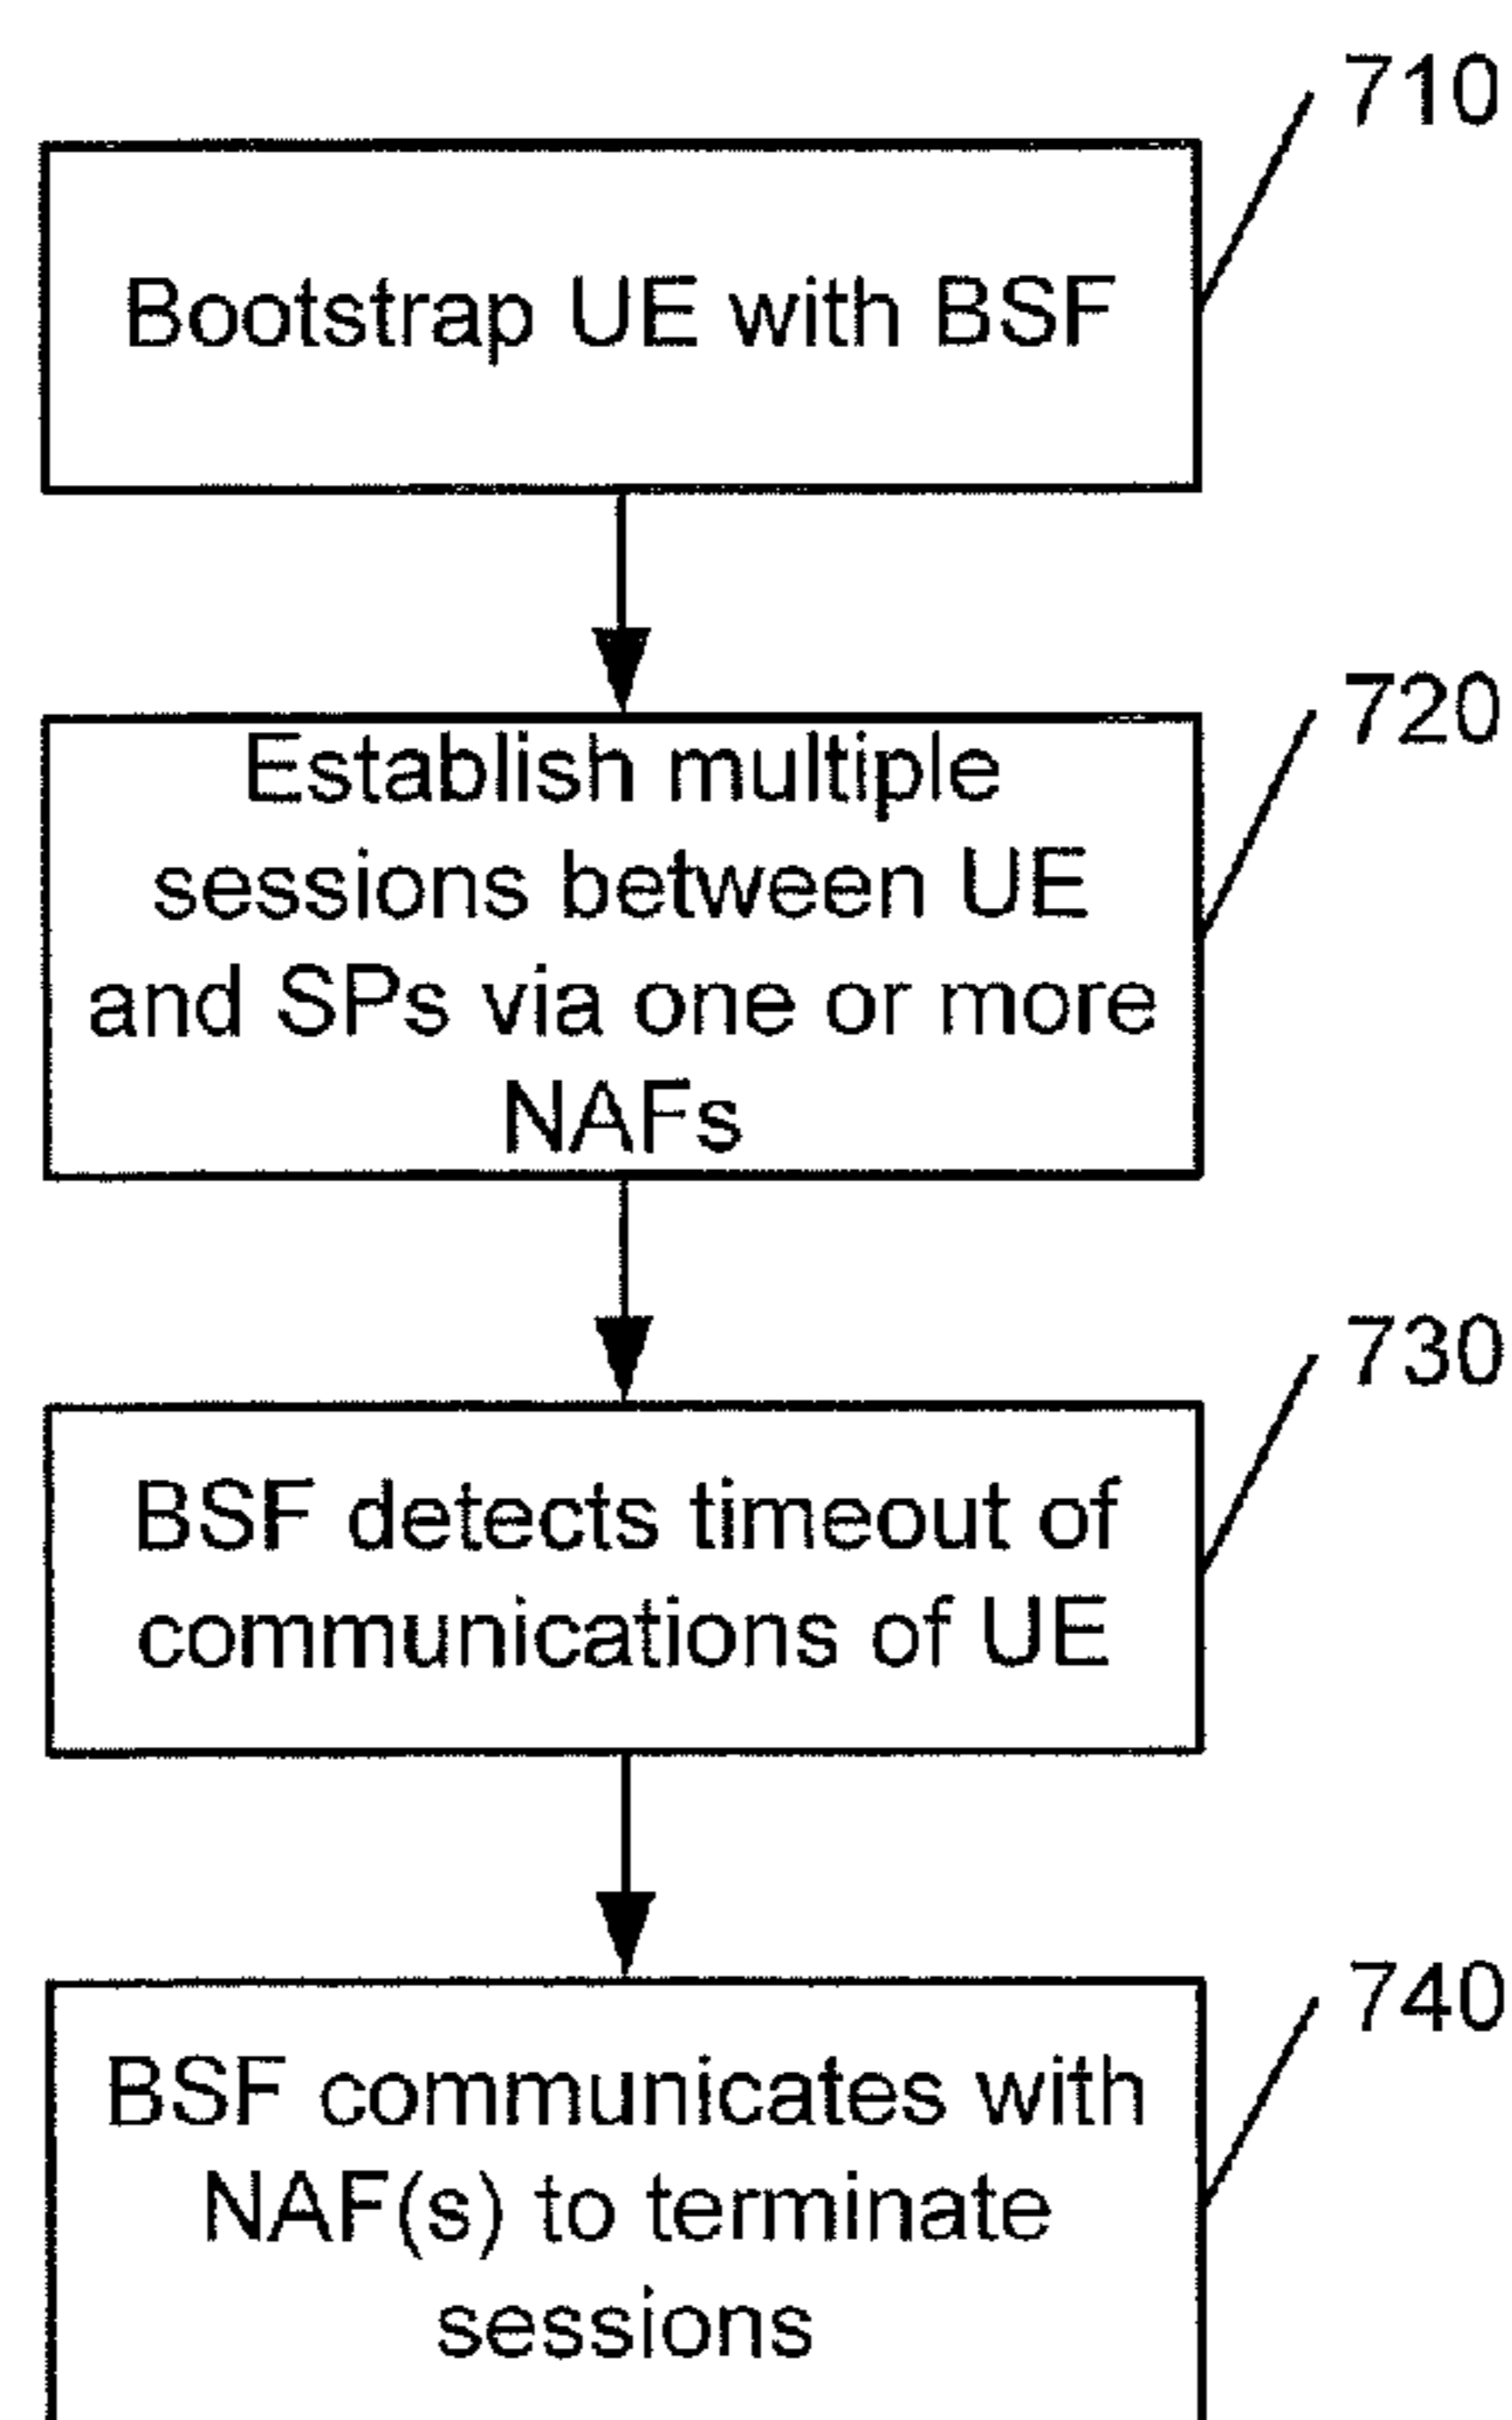 710
Bootstrap UE with BSF
720
Establish multiple
sessions between UE
and SPs via one or more
NAFs
730
BSF detects timeout of
communications of UE
740
BSF communicates with
NAF(s) to terminate
sessions